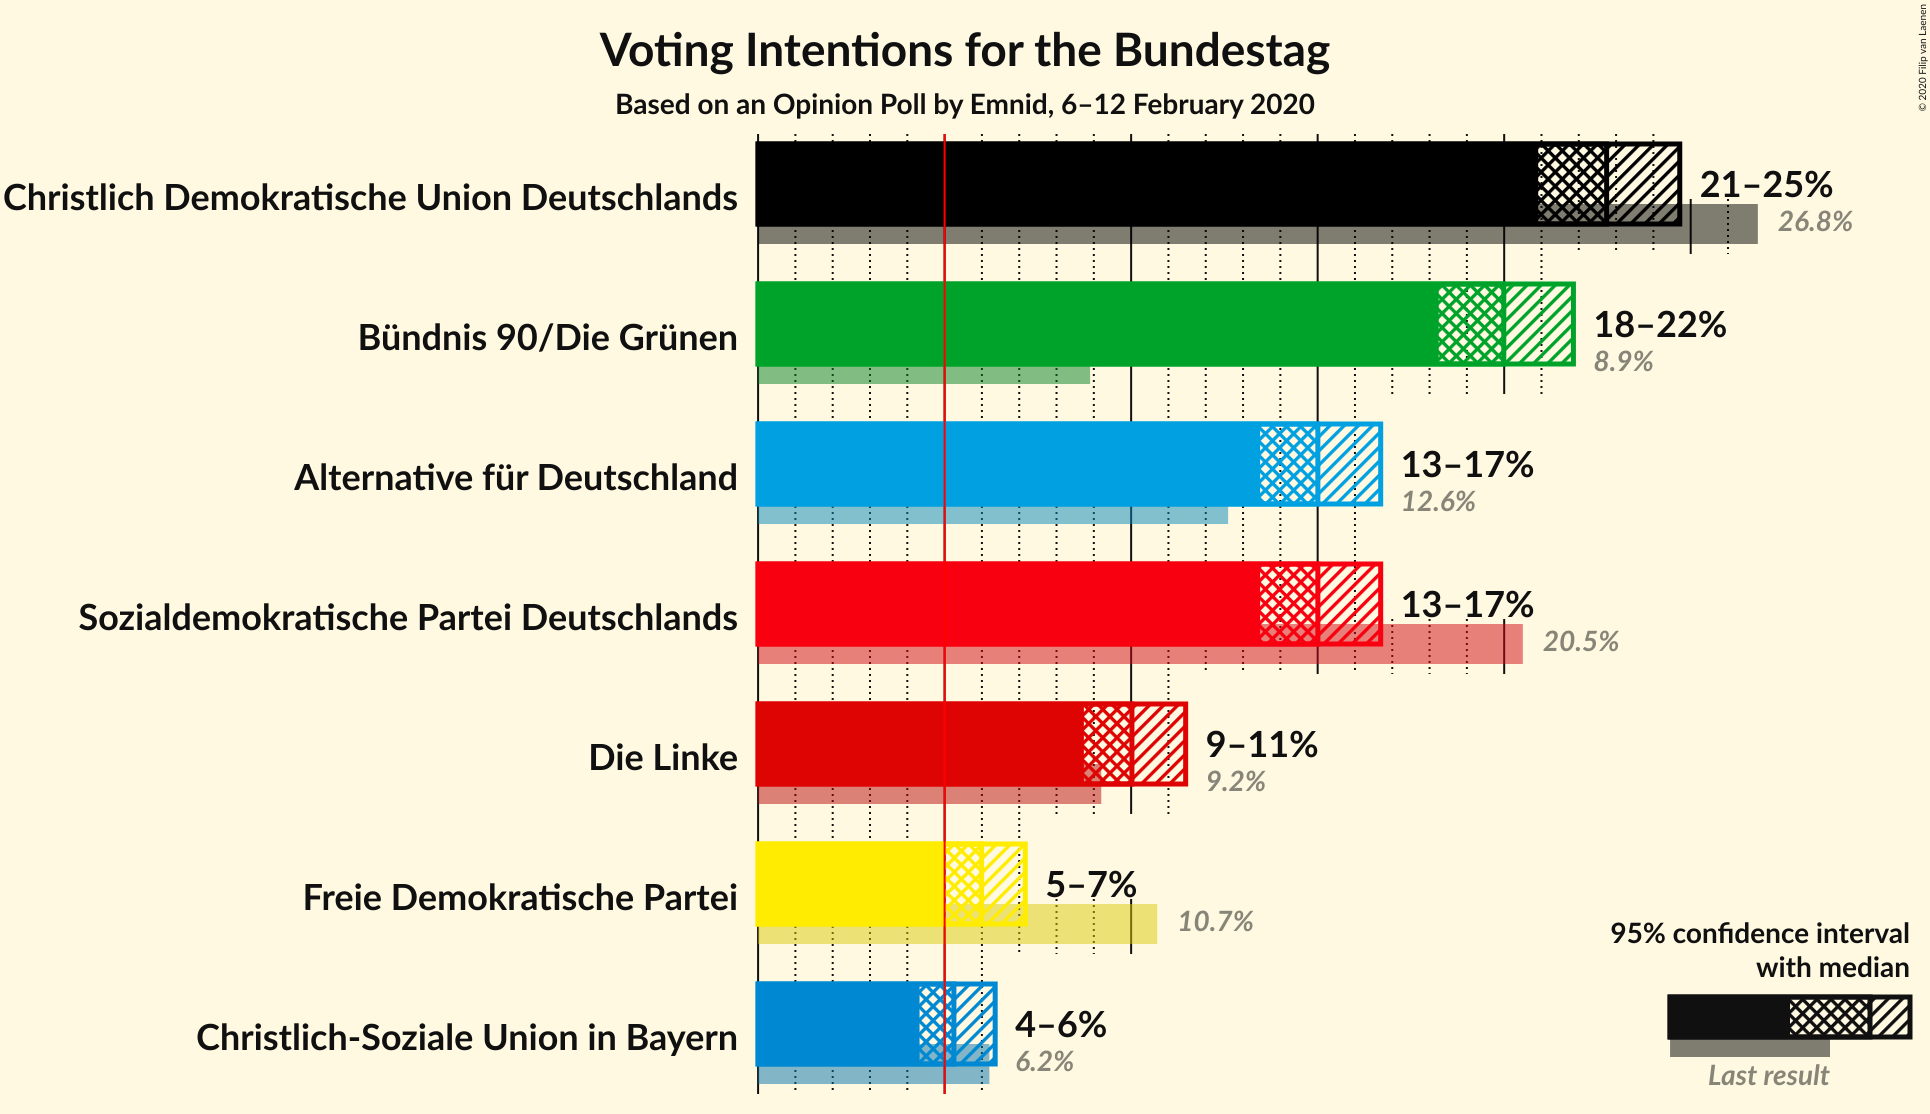 Voting Intentions for the Bundestag
Based on an Opinion Poll by Emnid, 6–12 February 2020
© 2020 Filip van Laenen
Christlich Demokratische Union Deutschlands
21–25%
26.8%
Bündnis 90/Die Grünen
18–22%
8.9%
Alternative für Deutschland
13–17%
12.6%
Sozialdemokratische Partei Deutschlands
13–17%
20.5%
Die Linke
9–11%
9.2%
Freie Demokratische Partei
5–7%
10.7%
Christlich-Soziale Union in Bayern
4–6%
6.2%
95% confidence interval
with median
Last result